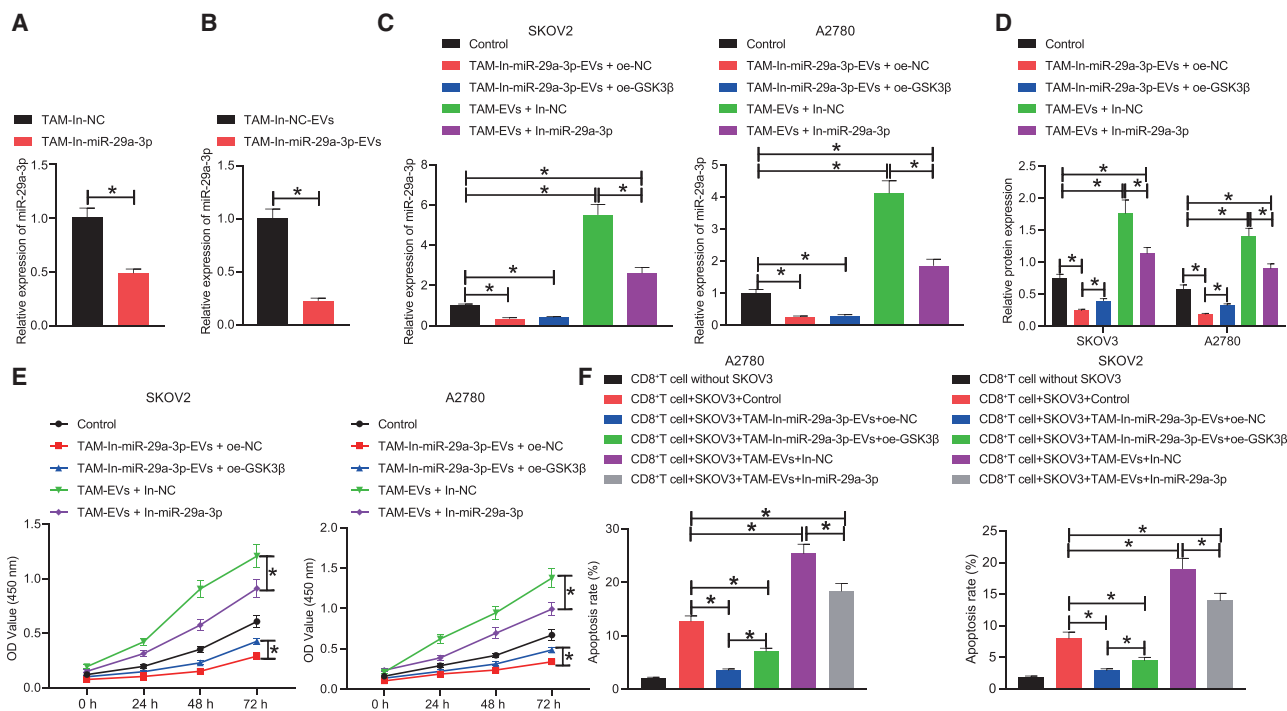 A
TAM-In-NC
TAM-In-miR-29a-3p
Relative expression of miR-29a-3p
1.5
1.0
0.5
0.0
*
B
TAM-In-NC-EVs
TAM-In-miR-29a-3p-EVs
Relative expression of miR-29a-3p
1.5
1.0
0.5
0.0
*
C
SKOV2
Control
TAM-In-miR-29a-3p-EVs + oe-NC
TAM-In-miR-29a-3p-EVs + oe-GSK3β
TAM-EVs + In-NC
TAM-EVs + In-miR-29a-3p
Relative expression of miR-29a-3p
8
6
4
2
0
*
* *
*
*
A2780
Control
TAM-In-miR-29a-3p-EVs + oe-NC
TAM-In-miR-29a-3p-EVs + oe-GSK3β
TAM-EVs + In-NC
TAM-EVs + In-miR-29a-3p
Relative expression of miR-29a-3p
5
4
3
2
1
0
*
* *
*
*
D
Control
TAM-In-miR-29a-3p-EVs + oe-NC
TAM-In-miR-29a-3p-EVs + oe-GSK3β
TAM-EVs + In-NC
TAM-EVs + In-miR-29a-3p
Relative protein expression
2.5
2.0
1.5
1.0
0.5
0.0
*
* *
*
*
*
* *
*
*
SKOV3 A2780
E
SKOV2
Control
TAM-In-miR-29a-3p-EVs + oe-NC
TAM-In-miR-29a-3p-EVs + oe-GSK3β
TAM-EVs + In-NC
TAM-EVs + In-miR-29a-3p
OD Value (450 nm)
1.5
1.0
0.5
0.0
*
*
0 h 24 h 48 h 72 h
A2780
Control
TAM-In-miR-29a-3p-EVs + oe-NC
TAM-In-miR-29a-3p-EVs + oe-GSK3β
TAM-EVs + In-NC
TAM-EVs + In-miR-29a-3p
OD Value (450 nm)
2.0
1.5
1.0
0.5
0.0
*
*
0 h 24 h 48 h 72 h
F
A2780
CD8⁺T cell without SKOV3
CD8⁺T cell+SKOV3+Control
CD8⁺T cell+SKOV3+TAM-In-miR-29a-3p-EVs+oe-NC
CD8⁺T cell+SKOV3+TAM-In-miR-29a-3p-EVs+oe-GSK3β
CD8⁺T cell+SKOV3+TAM-EVs+In-NC
CD8⁺T cell+SKOV3+TAM-EVs+In-miR-29a-3p
Apoptosis rate (%)
30
20
10
0
*
* *
*
*
*
SKOV2
CD8⁺T cell without SKOV3
CD8⁺T cell+SKOV3+Control
CD8⁺T cell+SKOV3+TAM-In-miR-29a-3p-EVs+oe-NC
CD8⁺T cell+SKOV3+TAM-In-miR-29a-3p-EVs+oe-GSK3β
CD8⁺T cell+SKOV3+TAM-EVs+In-NC
CD8⁺T cell+SKOV3+TAM-EVs+In-miR-29a-3p
Apoptosis rate (%)
25
20
15
10
5
0
*
* *
*
*
*